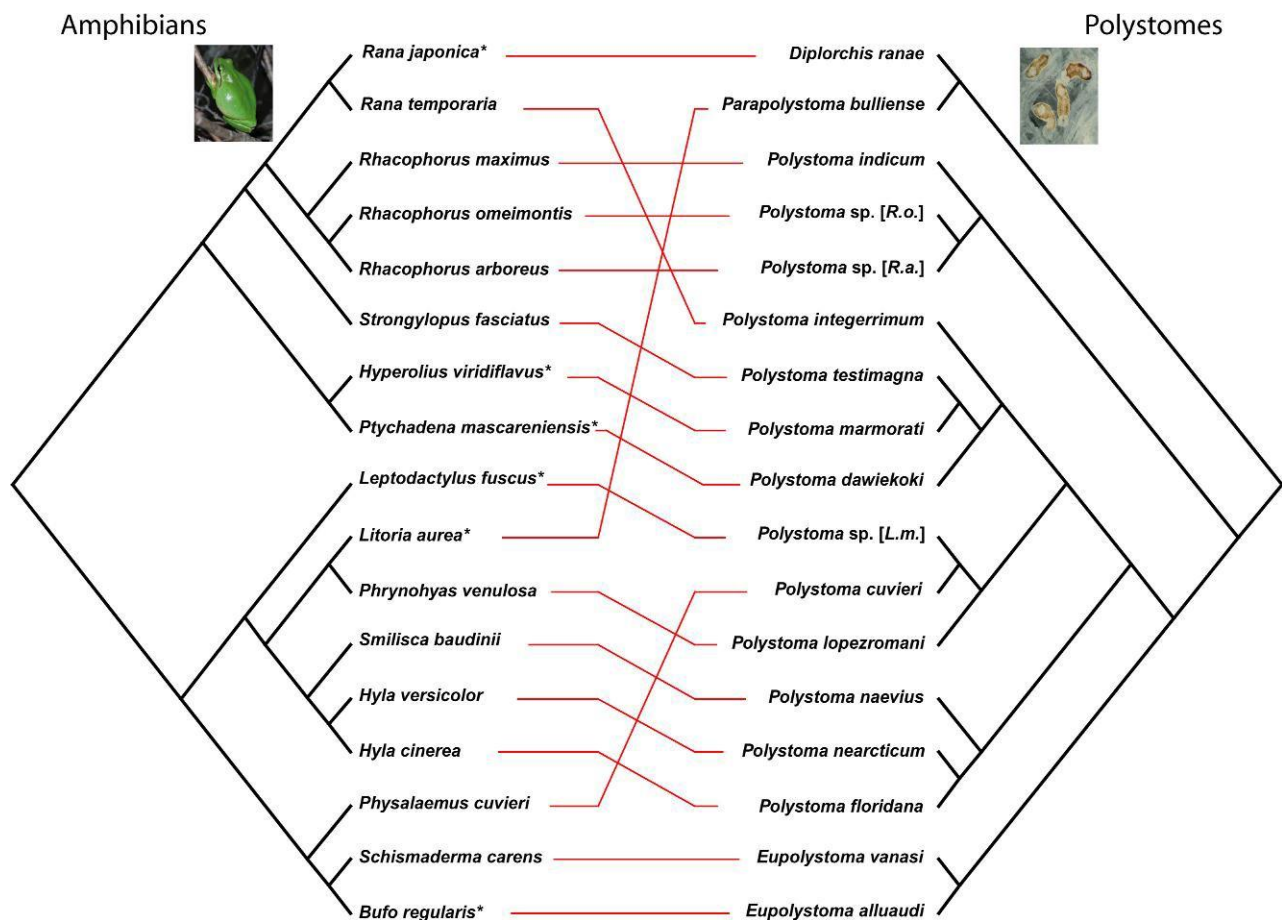 Amphibians
Polystomes
Rana japonica*
Diplorchis ranae
Rana temporaria
Parapolystoma bulliense
Rhacophorus maximus
Polystoma indicum
Rhacophorus omeimontis
Polystoma sp. [R.o.]
Rhacophorus arboreus
Polystoma sp. [R.a.]
Strongylopus fasciatus
Polystoma integerrimum
Hyperolius viridiflavus*
Polystoma testimagna
Ptychadena mascareniensis*
Polystoma marmorati
Leptodactylus fuscus*
Polystoma dawiekoki
Litoria aurea*
Polystoma sp. [L.m.]
Phrynohyas venulosa
Polystoma cuvieri
Smilisca baudinii
Polystoma lopezromani
Hyla versicolor
Polystoma naevius
Hyla cinerea
Polystoma nearcticum
Physalaemus cuvieri
Polystoma floridana
Schismaderma carens
Eupolystoma vanasi
Bufo regularis*
Eupolystoma alluaudi